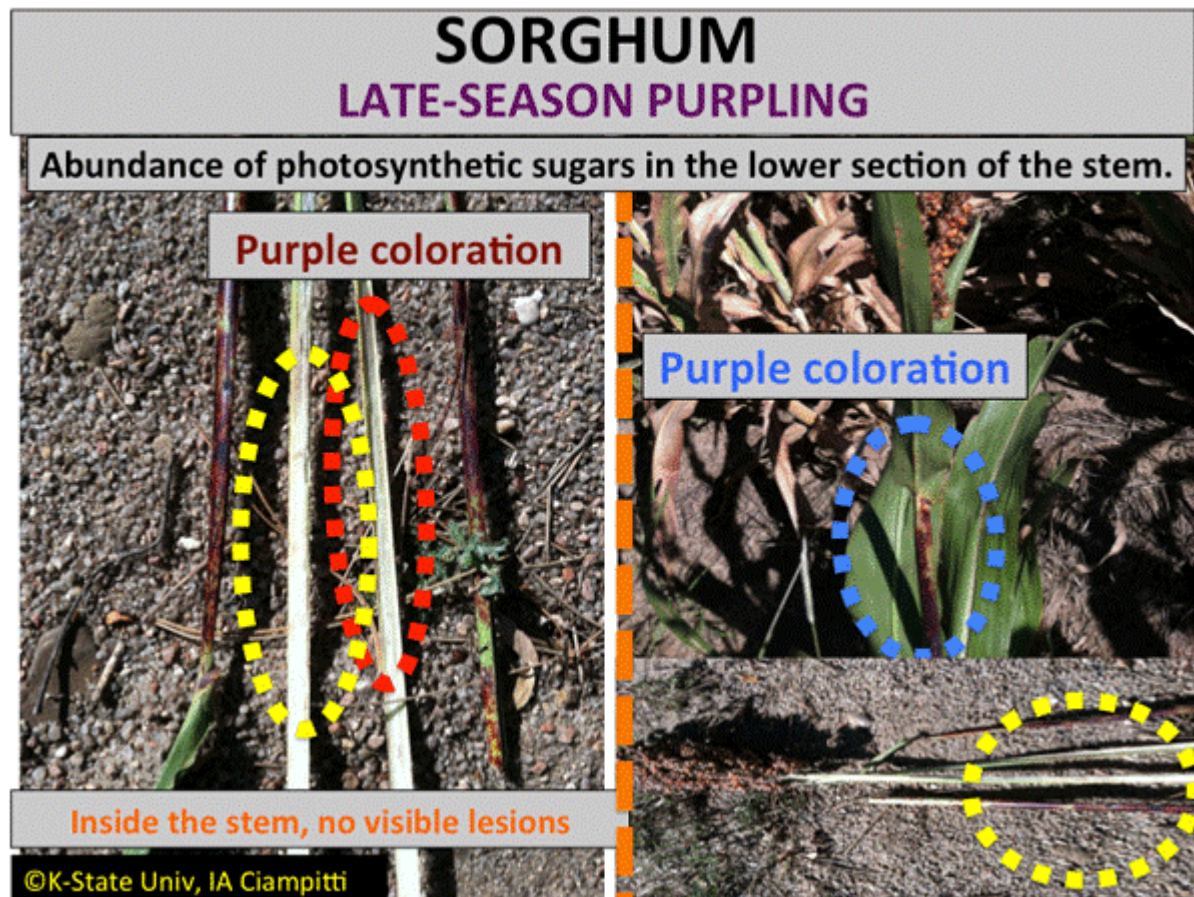 SORGHUM
LATE-SEASON PURPLING
Abundance of photosynthetic sugars in the lower section of the stem.
Purple coloration
Purple coloration
Inside the stem, no visible lesions
©K-State Univ, IA Ciampitti